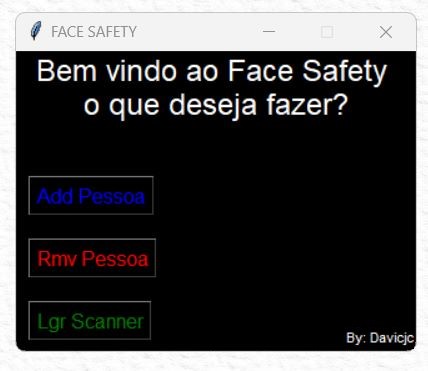 FACE SAFETY
Bem vindo ao Face Safety
o que deseja fazer?
Add Pessoa
Rmv Pessoa
Lgr Scanner
By: Davicjc